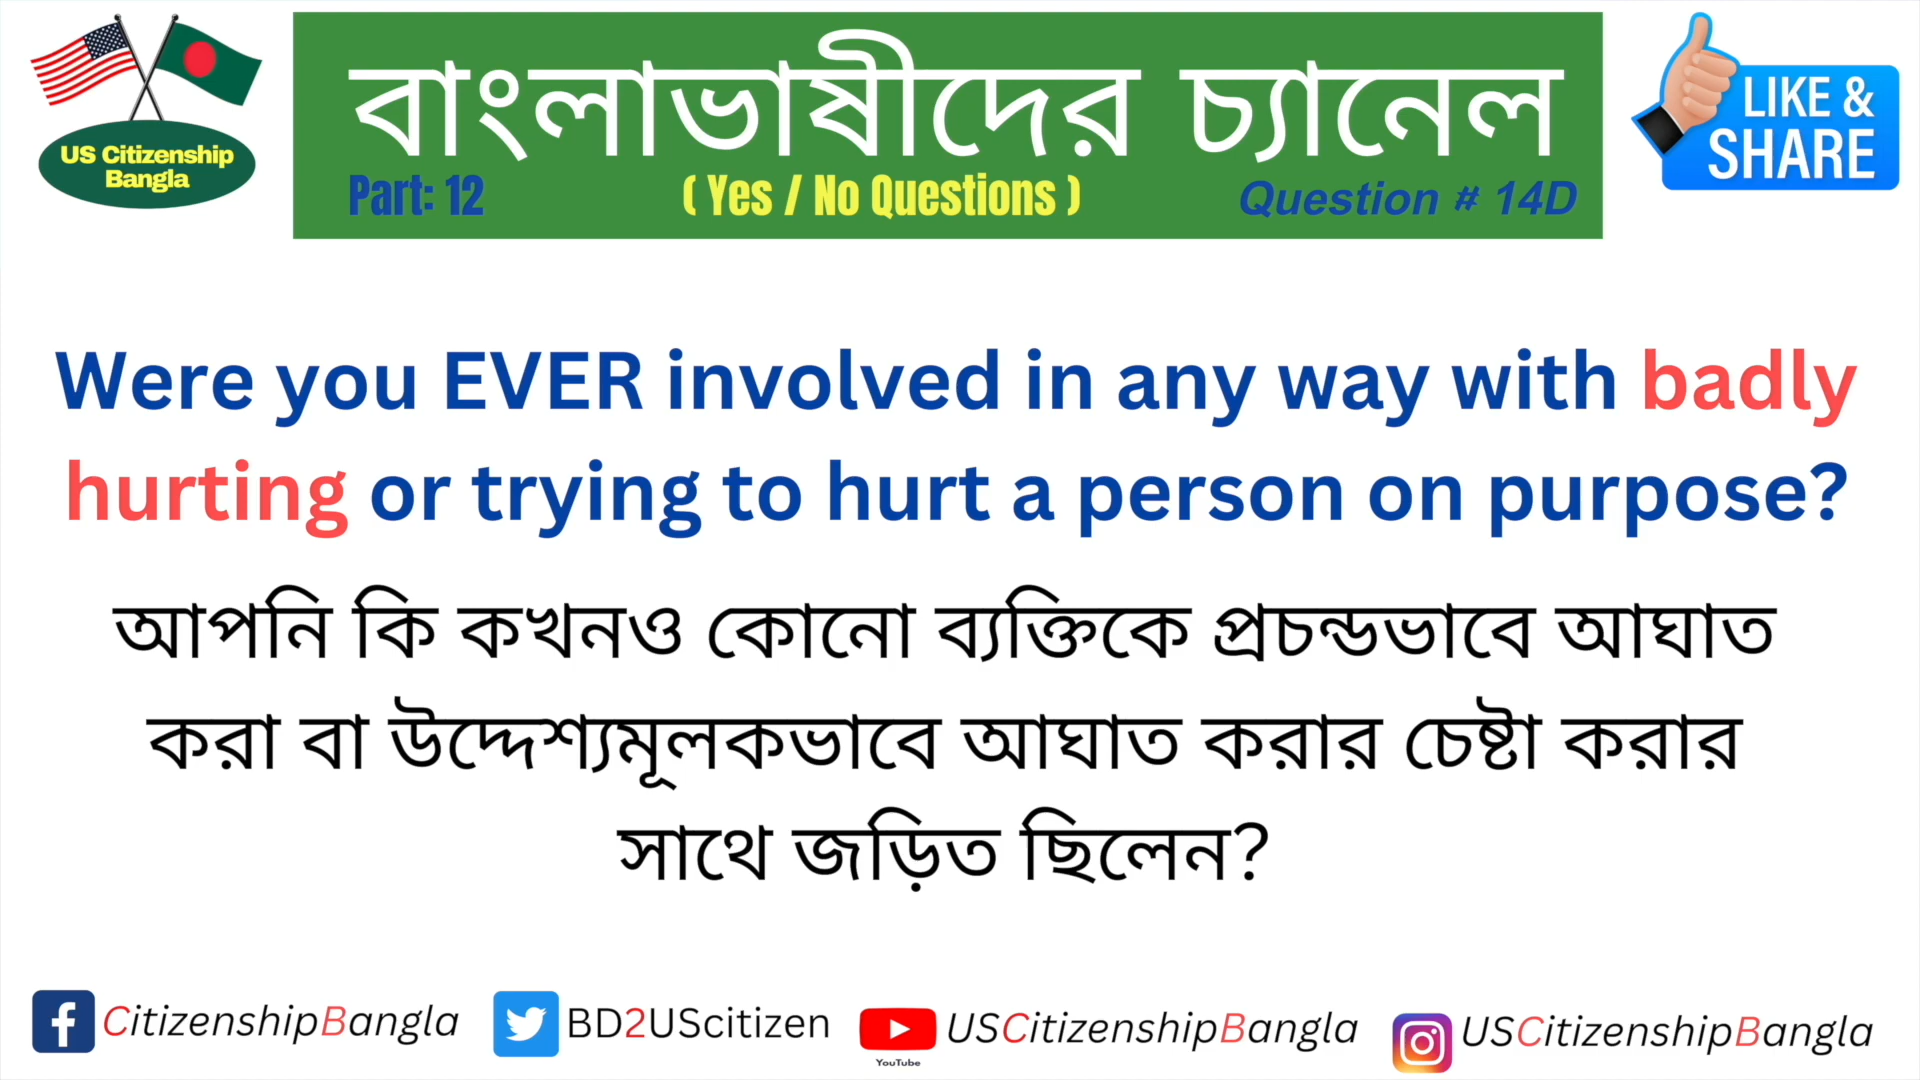 US Citizenship
Bangla
বাংলাভাষীদের চ্যানেল
Part: 12
( Yes / No Questions )
Question # 14D
LIKE &
SHARE
Were you EVER involved in any way with badly
hurting or trying to hurt a person on purpose?
আপনি কি কখনও কোনো ব্যক্তিকে প্রচন্ডভাবে আঘাত
করা বা উদ্দেশ্যমূলকভাবে আঘাত করার চেষ্টা করার
সাথে জড়িত ছিলেন?
CitizenshipBangla
BD2UScitizen
YouTube
USCitizenshipBangla
USCitizenshipBangla